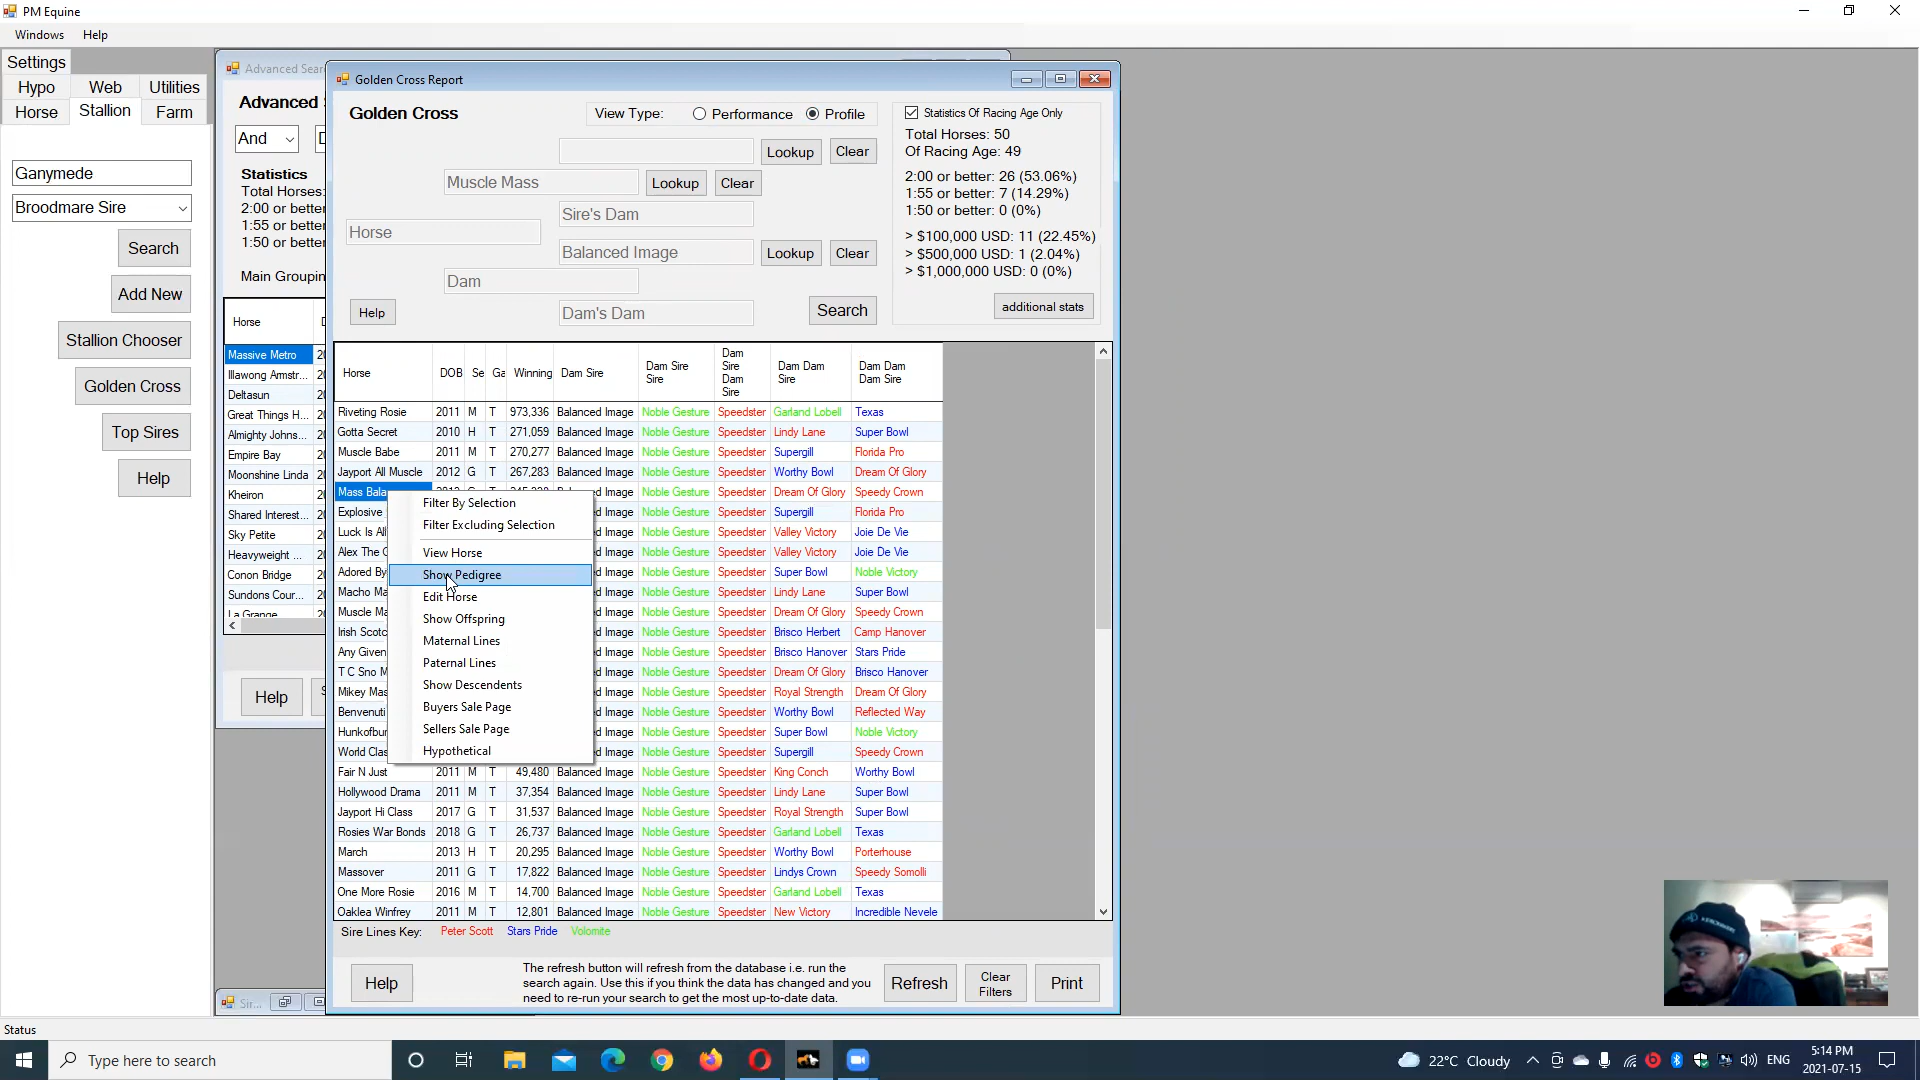 PM Equine
Windows Help
Settings
Hypo Web Utilities
Horse Stallion Farm
Ganymede
Broodmare Sire
Search
Add New
Stallion Chooser
Golden Cross
Top Sires
Help
Advanced
And
Statistics
Total Horses:
2:00 or better
1:55 or better
1:50 or better
Main Grouping
Horse
Massive Metro
Illawong Armstr...
Deltasun
Great Things H...
Almighty Johns...
Empire Bay
Moonshine Linda
Kheiron
Shared Interest...
Sky Petite
Heavyweight ...
Conon Bridge
Sundons Cour...
La Grange
Help
Golden Cross Report
Golden Cross
View Type: Performance Profile
Lookup Clear
Muscle Mass Lookup Clear
Sire's Dam
Horse
Balanced Image Lookup Clear
Dam
Help Dam's Dam Search
Statistics Of Racing Age Only
Total Horses: 50
Of Racing Age: 49
2:00 or better: 26 (53.06%)
1:55 or better: 7 (14.29%)
1:50 or better: 0 (0%)
> $100,000 USD: 11 (22.45%)
> $500,000 USD: 1 (2.04%)
> $1,000,000 USD: 0 (0%)
additional stats
Horse DOB Se Ga Winning Dam Sire Dam Sire Sire Dam Sire Dam Sire Dam Dam Sire Dam Dam Dam Sire
Riveting Rosie 2011 M T 973,336 Balanced Image Noble Gesture Speedster Garland Lobell Texas
Gotta Secret 2010 H T 271,059 Balanced Image Noble Gesture Speedster Lindy Lane Super Bowl
Muscle Babe 2011 M T 270,277 Balanced Image Noble Gesture Speedster Supergill Florida Pro
Jayport All Muscle 2012 G T 267,283 Balanced Image Noble Gesture Speedster Worthy Bowl Dream Of Glory
Mass Bala Noble Gesture Speedster Dream Of Glory Speedy Crown
Explosive d Image Noble Gesture Speedster Supergill Florida Pro
Luck Is All d Image Noble Gesture Speedster Valley Victory Joie De Vie
Alex The G d Image Noble Gesture Speedster Valley Victory Joie De Vie
Adored By d Image Noble Gesture Speedster Super Bowl Noble Victory
Macho Ma d Image Noble Gesture Speedster Lindy Lane Super Bowl
Muscle Ma d Image Noble Gesture Speedster Dream Of Glory Speedy Crown
Irish Scotc d Image Noble Gesture Speedster Brisco Herbert Camp Hanover
Any Given d Image Noble Gesture Speedster Brisco Hanover Stars Pride
T C Sno M d Image Noble Gesture Speedster Dream Of Glory Brisco Hanover
Mikey Mas d Image Noble Gesture Speedster Royal Strength Dream Of Glory
Benvenuti d Image Noble Gesture Speedster Worthy Bowl Reflected Way
Hunkofbur d Image Noble Gesture Speedster Super Bowl Noble Victory
World Clas d Image Noble Gesture Speedster Supergill Speedy Crown
Fair N Just 2011 M T 49,480 Balanced Image Noble Gesture Speedster King Conch Worthy Bowl
Hollywood Drama 2011 M T 37,354 Balanced Image Noble Gesture Speedster Lindy Lane Super Bowl
Jayport Hi Class 2017 G T 31,537 Balanced Image Noble Gesture Speedster Royal Strength Super Bowl
Rosies War Bonds 2018 G T 26,737 Balanced Image Noble Gesture Speedster Garland Lobell Texas
March 2013 H T 20,295 Balanced Image Noble Gesture Speedster Worthy Bowl Porterhouse
Massover 2011 G T 17,822 Balanced Image Noble Gesture Speedster Lindys Crown Speedy Somolli
One More Rosie 2016 M T 14,700 Balanced Image Noble Gesture Speedster Garland Lobell Texas
Oaklea Winfrey 2011 M T 12,801 Balanced Image Noble Gesture Speedster New Victory Incredible Nevele
Filter By Selection
Filter Excluding Selection
View Horse
Show Pedigree
Edit Horse
Show Offspring
Maternal Lines
Paternal Lines
Show Descendents
Buyers Sale Page
Sellers Sale Page
Hypothetical
Sire Lines Key: Peter Scott Stars Pride Volomite
Help
The refresh button will refresh from the database i.e. run the
search again. Use this if you think the data has changed and you
need to re-run your search to get the most up-to-date data.
Refresh
Clear
Filters
Print
Sir...
Status
Type here to search
22°C Cloudy
ENG
5:14 PM
2021-07-15